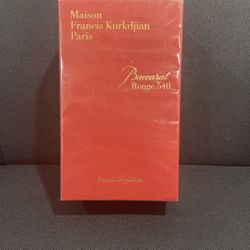 Maison
Francis Kurkdjian
Paris
Baccarat
Rouge 540